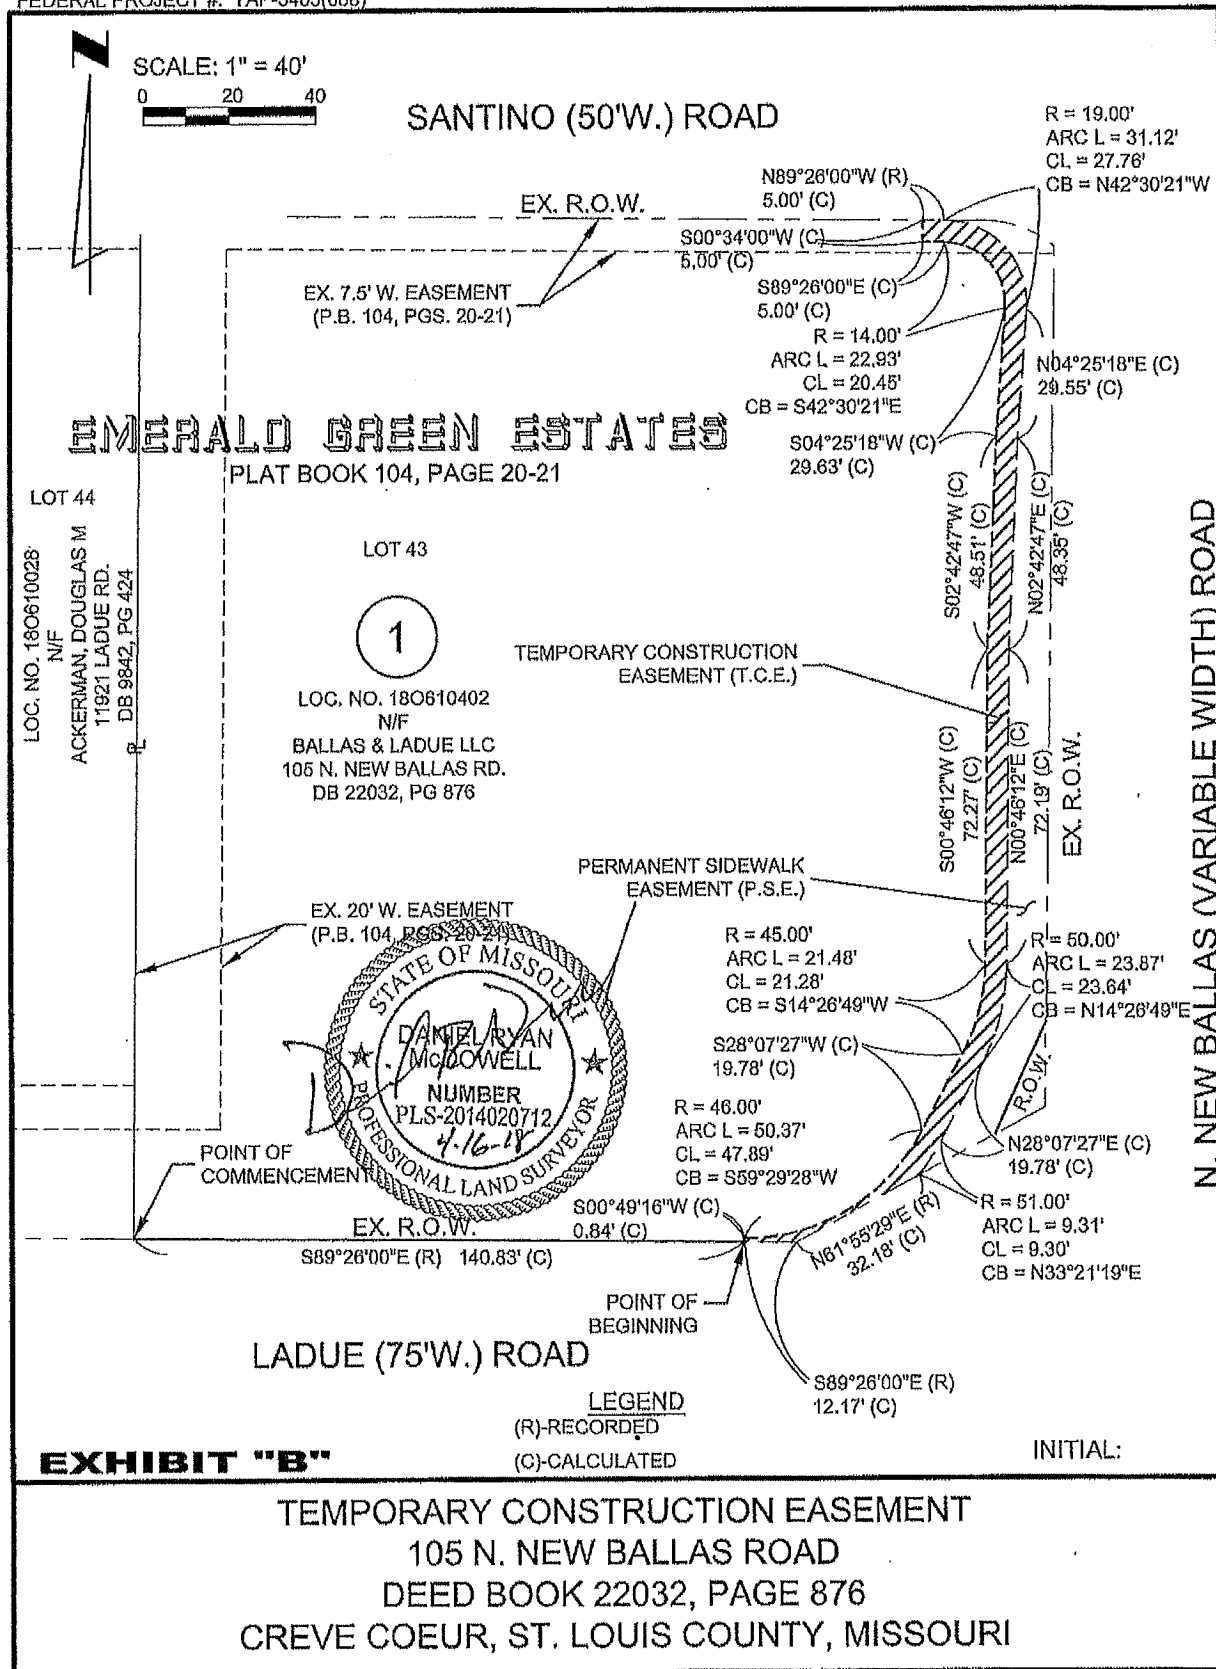 SCALE: 1" = 40'
0 20 40
SANTINO (50'W.) ROAD
R = 19.00'
ARC L = 31.12'
CL = 27.76'
CB = N42°30'21"W
N89°26'00"W (R)
5.00' (C)
EX. R.O.W.
S00°34'00"W (C)
5.00' (C)
EX. 7.5' W. EASEMENT
(P.B. 104, PGS. 20-21)
S89°26'00"E (C)
5.00' (C)
R = 14.00'
ARC L = 22.93'
CL = 20.45'
CB = S42°30'21"E
N04°25'18"E (C)
29.55' (C)
S04°25'18"W (C)
29.63' (C)
EMERALD GREEN ESTATES
PLAT BOOK 104, PAGE 20-21
LOT 44
LOC. NO. 18O610028
N/F
ACKERMAN, DOUGLAS M
11921 LADUE RD.
DB 9842, PG 424
LOT 43
1
LOC. NO. 18O610402
N/F
BALLAS & LADUE LLC
105 N. NEW BALLAS RD.
DB 22032, PG 876
S02°42'47"W (C)
48.51' (C)
N02°42'47"E (C)
48.35' (C)
TEMPORARY CONSTRUCTION
EASEMENT (T.C.E.)
S00°46'12"W (C)
72.27' (C)
N00°46'12"E (C)
72.19' (C)
EX. R.O.W.
N. NEW BALLAS (VARIABLE WIDTH) ROAD
PERMANENT SIDEWALK
EASEMENT (P.S.E.)
EX. 20' W. EASEMENT
(P.B. 104, PGS. 20-21)
R = 45.00'
ARC L = 21.48'
CL = 21.28'
CB = S14°26'49"W
R = 50.00'
ARC L = 23.87'
CL = 23.64'
CB = N14°26'49"E
STATE OF MISSOURI
DANIEL RYAN
McDOWELL
NUMBER
PLS-2014020712
4-16-18
PROFESSIONAL LAND SURVEYOR
S28°07'27"W (C)
19.78' (C)
R.O.W.
R = 46.00'
ARC L = 50.37'
CL = 47.89'
CB = S59°29'28"W
N28°07'27"E (C)
19.78' (C)
POINT OF
COMMENCEMENT
R = 51.00'
ARC L = 9.31'
CL = 9.30'
CB = N33°21'19"E
S00°49'16"W (C)
0.84' (C)
N61°55'29"E (R)
32.18' (C)
EX. R.O.W.
S89°26'00"E (R) 140.83' (C)
POINT OF
BEGINNING
LADUE (75'W.) ROAD
S89°26'00"E (R)
12.17' (C)
LEGEND
(R)-RECORDED
(C)-CALCULATED
EXHIBIT "B"
INITIAL:
TEMPORARY CONSTRUCTION EASEMENT
105 N. NEW BALLAS ROAD
DEED BOOK 22032, PAGE 876
CREVE COEUR, ST. LOUIS COUNTY, MISSOURI